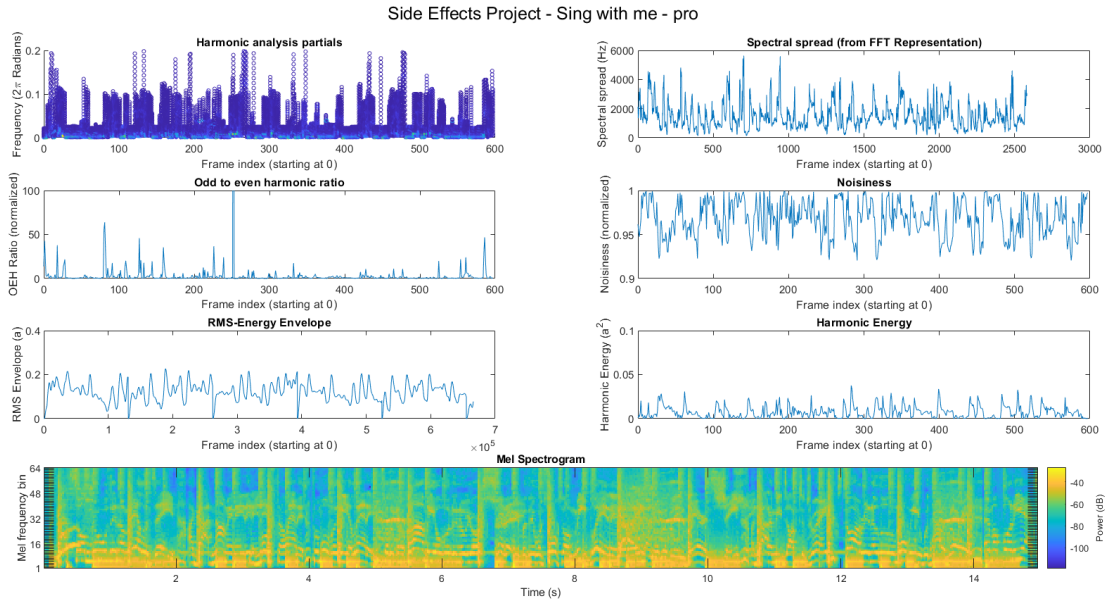 Side Effects Project - Sing with me - pro
Harmonic analysis partials
Frequency (2π Radians)
0.2
0.1
0
0 100 200 300 400 500 600
Frame index (starting at 0)
Spectral spread (from FFT Representation)
Spectral spread (Hz)
6000
4000
2000
0
0 500 1000 1500 2000 2500 3000
Frame index (starting at 0)
Odd to even harmonic ratio
OEH Ratio (normalized)
100
50
0
0 100 200 300 400 500 600
Frame index (starting at 0)
Noisiness
Noisiness (normalized)
1
0.95
0.9
0 100 200 300 400 500 600
Frame index (starting at 0)
RMS-Energy Envelope
RMS Envelope (a)
0.4
0.2
0
0 1 2 3 4 5 6 7
Frame index (starting at 0)
×10^5
Harmonic Energy
Harmonic Energy (a^2)
0.1
0.05
0
0 100 200 300 400 500 600
Frame index (starting at 0)
Mel Spectrogram
Mel frequency bin
64
48
32
16
1
2 4 6 8 10 12 14
Time (s)
-40
-60
-80
-100
Power (dB)